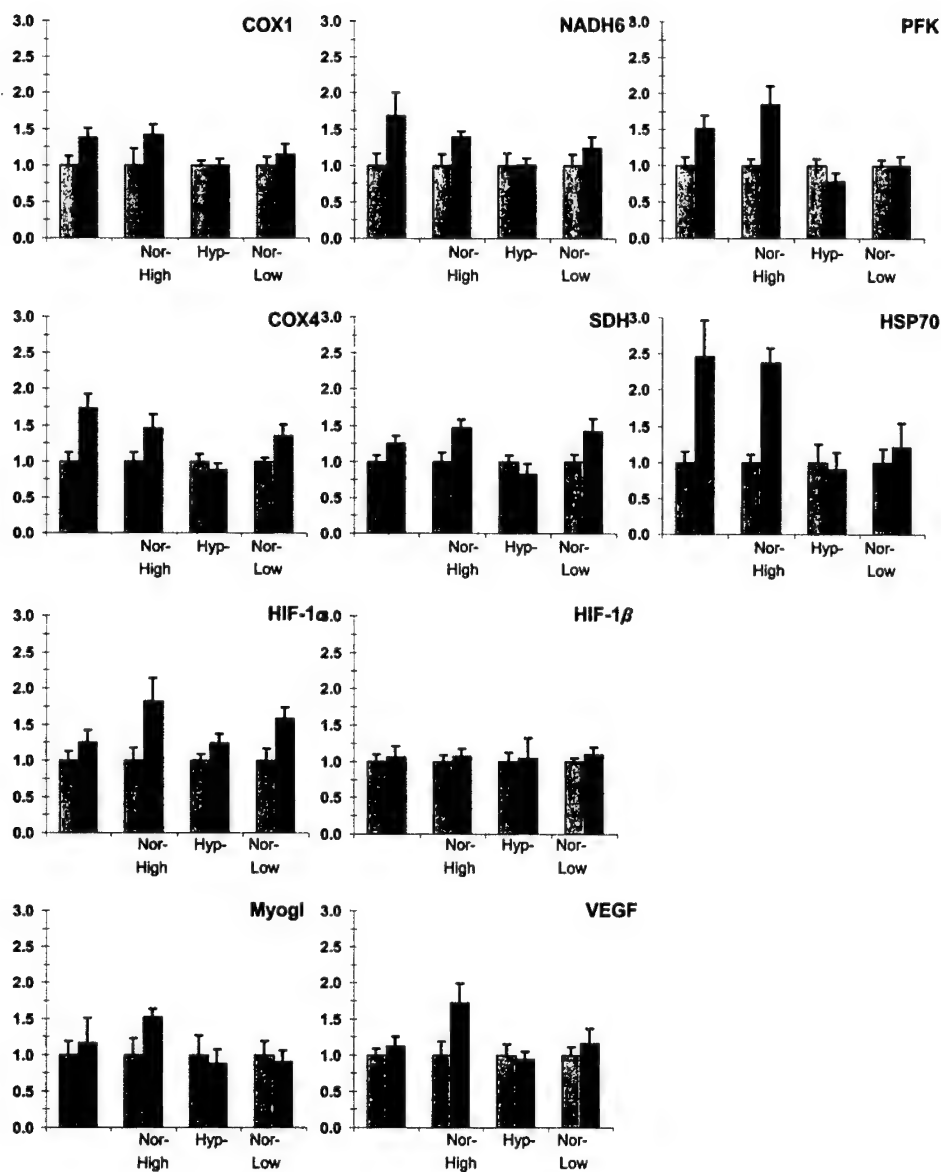 COX1
3.0
2.5
2.0
1.5
1.0
0.5
0.0
Nor-
High
Hyp-
Nor-
Low
NADH6
3.0
2.5
2.0
1.5
1.0
0.5
0.0
Nor-
High
Hyp-
Nor-
Low
PFK
3.0
2.5
2.0
1.5
1.0
0.5
0.0
Nor-
High
Hyp-
Nor-
Low
COX4
3.0
2.5
2.0
1.5
1.0
0.5
0.0
Nor-
High
Hyp-
Nor-
Low
SDH
3.0
2.5
2.0
1.5
1.0
0.5
0.0
Nor-
High
Hyp-
Nor-
Low
HSP70
3.0
2.5
2.0
1.5
1.0
0.5
0.0
Nor-
High
Hyp-
Nor-
Low
HIF-1α
3.0
2.5
2.0
1.5
1.0
0.5
0.0
Nor-
High
Hyp-
Nor-
Low
HIF-1β
3.0
2.5
2.0
1.5
1.0
0.5
0.0
Nor-
High
Hyp-
Nor-
Low
Myogl
3.0
2.5
2.0
1.5
1.0
0.5
0.0
Nor-
High
Hyp-
Nor-
Low
VEGF
3.0
2.5
2.0
1.5
1.0
0.5
0.0
Nor-
High
Hyp-
Nor-
Low